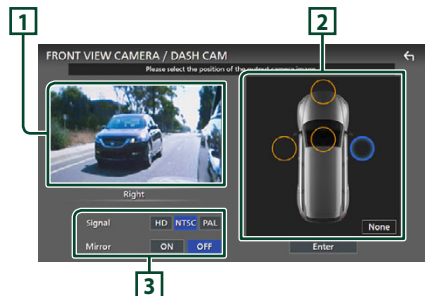 1
2
FRONT VIEW CAMERA / DASH CAM
Please select the position of the output camera image.
Right
Signal HD NTSC PAL
None
Mirror ON OFF
Enter
3